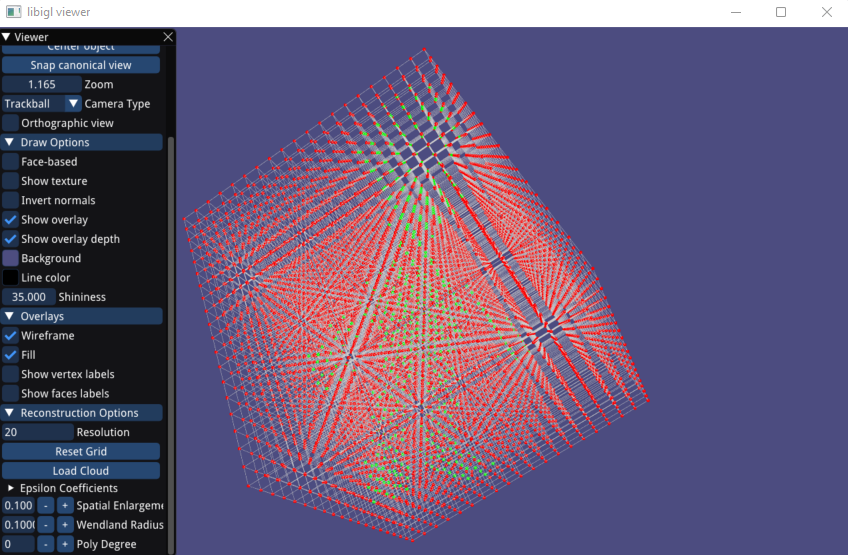 libigl viewer
Viewer
Center object
Snap canonical view
1.165 Zoom
Trackball Camera Type
Orthographic view
Draw Options
Face-based
Show texture
Invert normals
Show overlay
Show overlay depth
Background
Line color
35.000 Shininess
Overlays
Wireframe
Fill
Show vertex labels
Show faces labels
Reconstruction Options
20 Resolution
Reset Grid
Load Cloud
Epsilon Coefficients
0.100 - + Spatial Enlargeme
0.100 - + Wendland Radius
0 - + Poly Degree